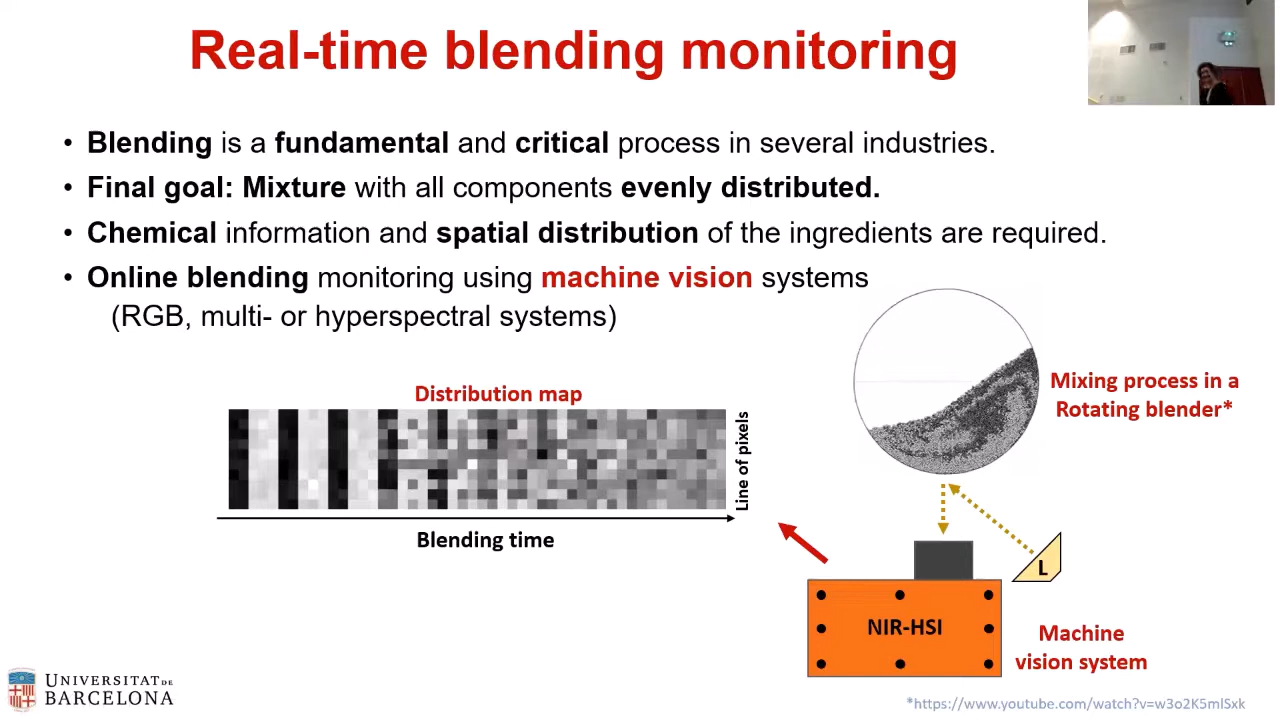 Real-time blending monitoring
• Blending is a fundamental and critical process in several industries.
• Final goal: Mixture with all components evenly distributed.
• Chemical information and spatial distribution of the ingredients are required.
• Online blending monitoring using machine vision systems
(RGB, multi- or hyperspectral systems)
Distribution map
Line of pixels
Blending time
Mixing process in a
Rotating blender*
L
NIR-HSI
Machine
vision system
UNIVERSITAT DE
BARCELONA
*https://www.youtube.com/watch?v=w3o2K5mlSxk